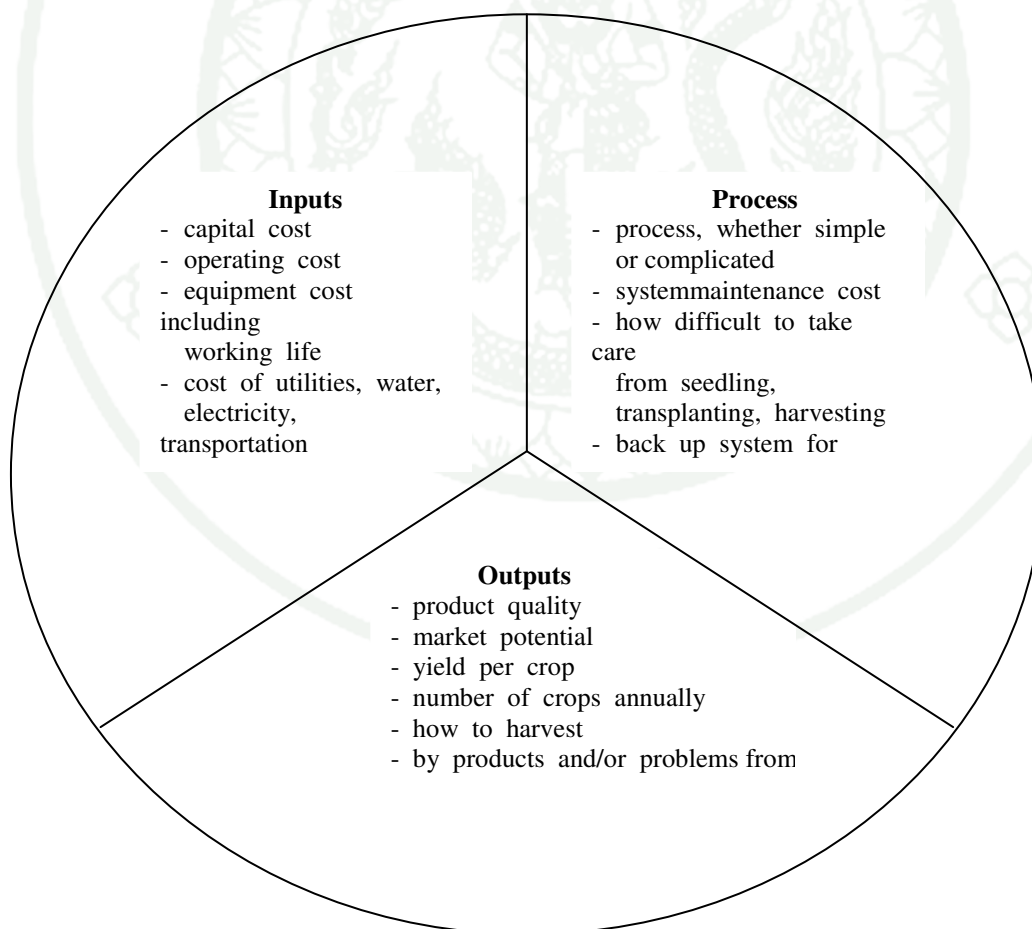 Inputs
- capital cost
- operating cost
- equipment cost
including
working life
- cost of utilities, water,
electricity,
transportation
Process
- process, whether simple
or complicated
- systemmaintenance cost
- how difficult to take
care
from seedling,
transplanting, harvesting
- back up system for
Outputs
- product quality
- market potential
- yield per crop
- number of crops annually
- how to harvest
- by products and/or problems from